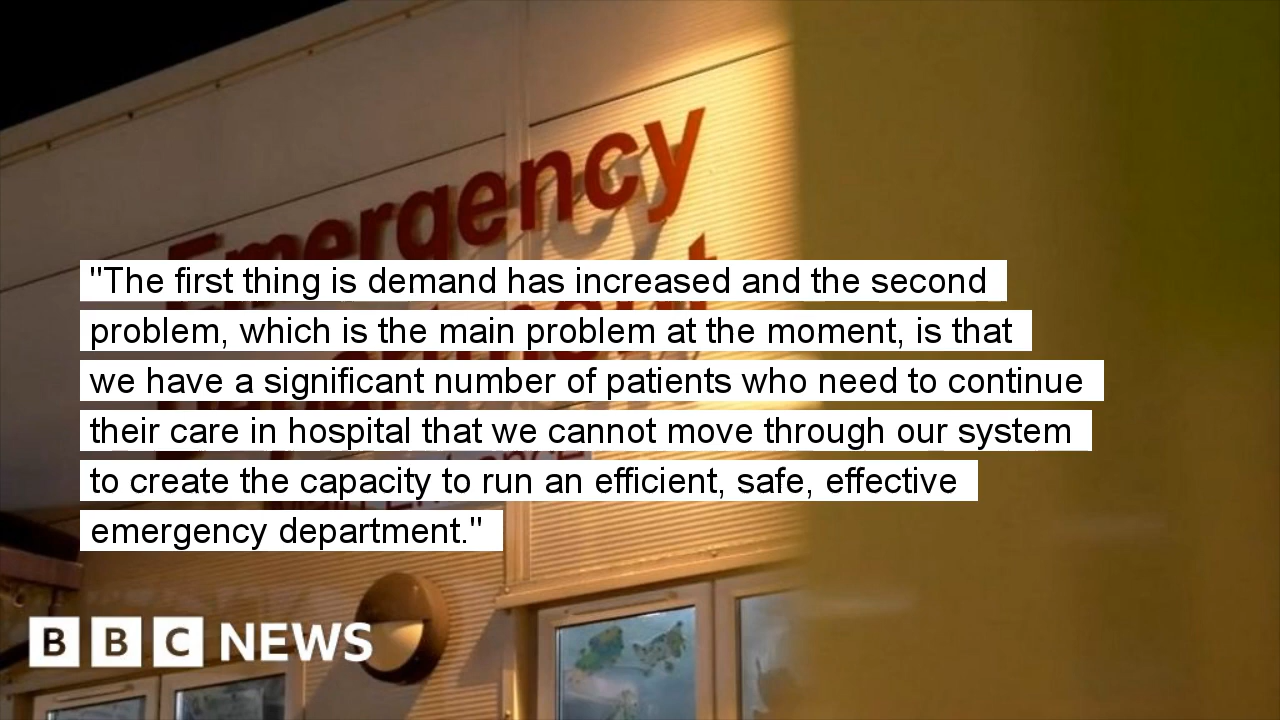 Emergency
"The first thing is demand has increased and the second
problem, which is the main problem at the moment, is that
we have a significant number of patients who need to continue
their care in hospital that we cannot move through our system
to create the capacity to run an efficient, safe, effective
emergency department."
BBC NEWS